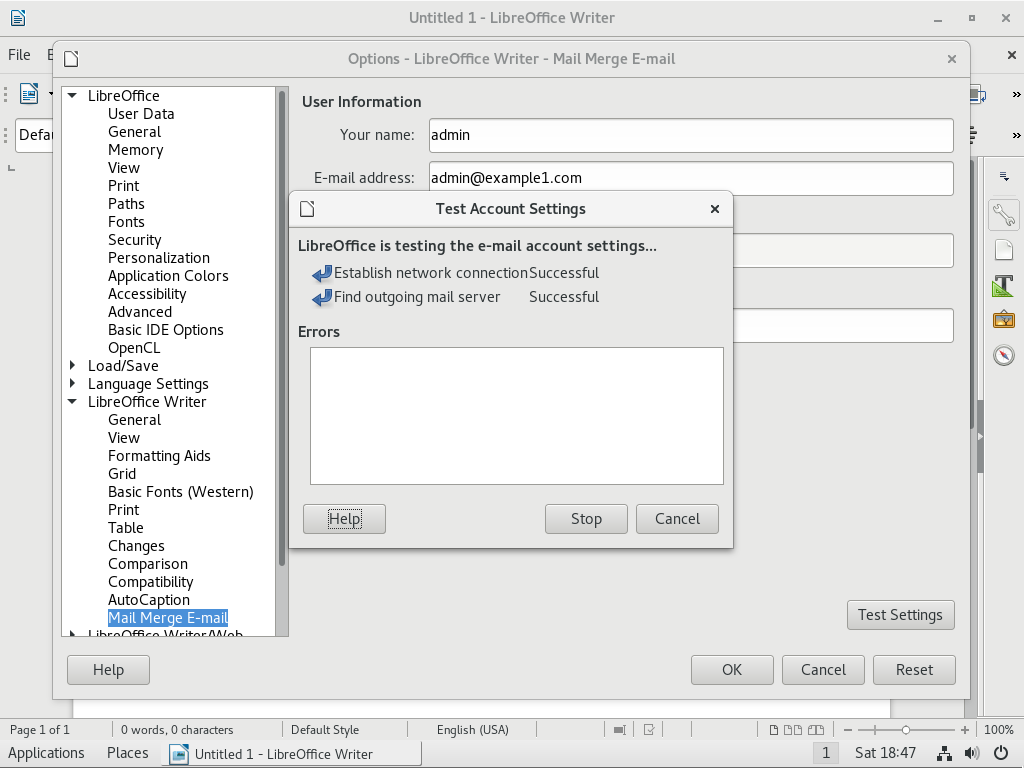 Untitled 1 - LibreOffice Writer
File
Options - LibreOffice Writer - Mail Merge E-mail
LibreOffice
User Data
General
Memory
View
Print
Paths
Fonts
Security
Personalization
Application Colors
Accessibility
Advanced
Basic IDE Options
OpenCL
Load/Save
Language Settings
LibreOffice Writer
General
View
Formatting Aids
Grid
Basic Fonts (Western)
Print
Table
Changes
Comparison
Compatibility
AutoCaption
Mail Merge E-mail
LibreOffice Writer/Web
User Information
Your name: admin
E-mail address: admin@example1.com
Test Account Settings
LibreOffice is testing the e-mail account settings...
Establish network connection Successful
Find outgoing mail server Successful
Errors
Help Stop Cancel
Test Settings
Help OK Cancel Reset
Page 1 of 1 0 words, 0 characters Default Style English (USA) 100%
Applications Places Untitled 1 - LibreOffice Writer 1 Sat 18:47